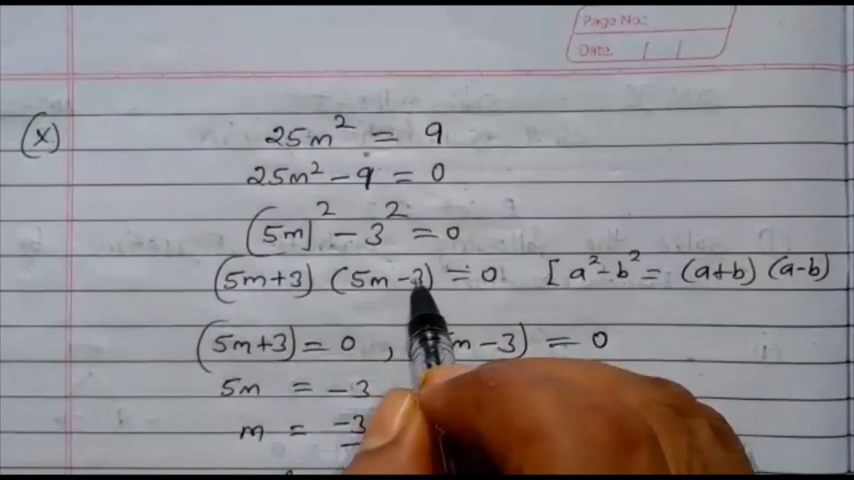 Page No.:
Date.
(x)
25m² = 9
25m² - 9 = 0
(5m)² - 3² = 0
(5m+3) (5m-3) = 0 [a²-b² = (a+b) (a-b)
(5m+3) = 0 , m-3) = 0
5m = -3
m = -3